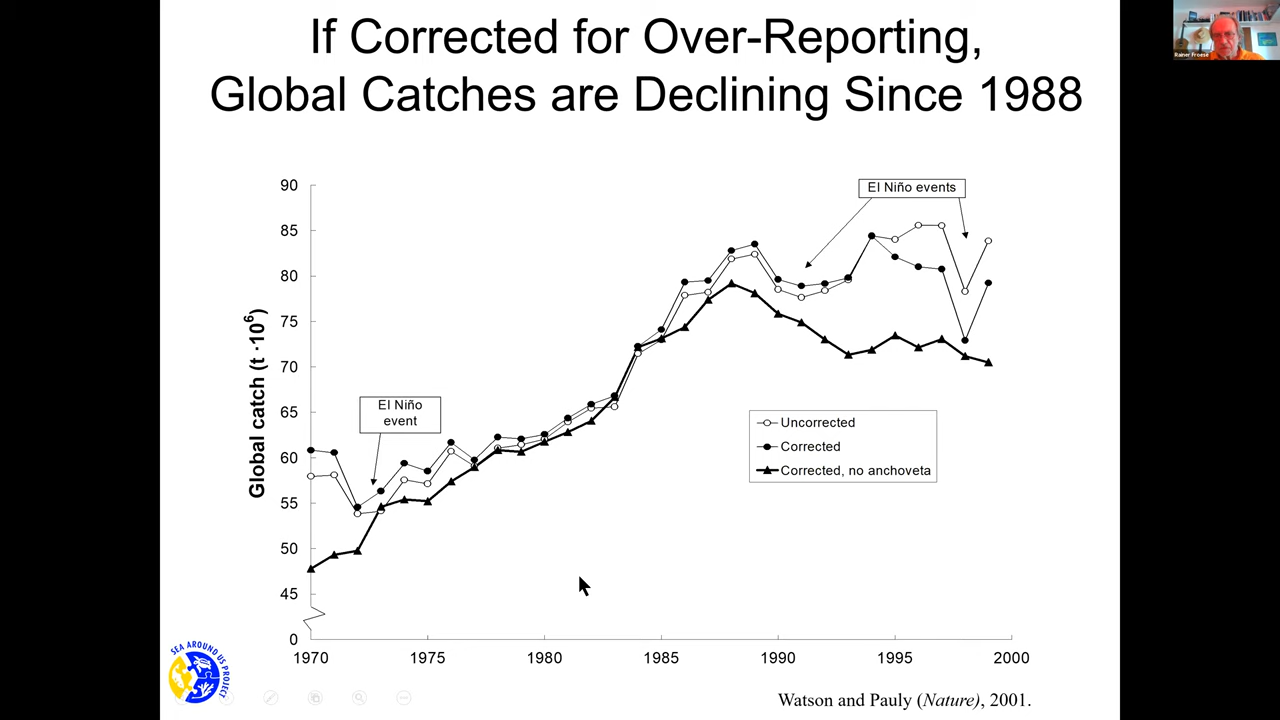 If Corrected for Over-Reporting,
Global Catches are Declining Since 1988
Rainer Froese
90
85
80
75
70
65
60
55
50
45
0
Global catch (t ·10⁶)
El Niño events
El Niño
event
Uncorrected
Corrected
Corrected, no anchoveta
1970
1975
1980
1985
1990
1995
2000
SEA AROUND US PROJECT
Watson and Pauly (Nature), 2001.